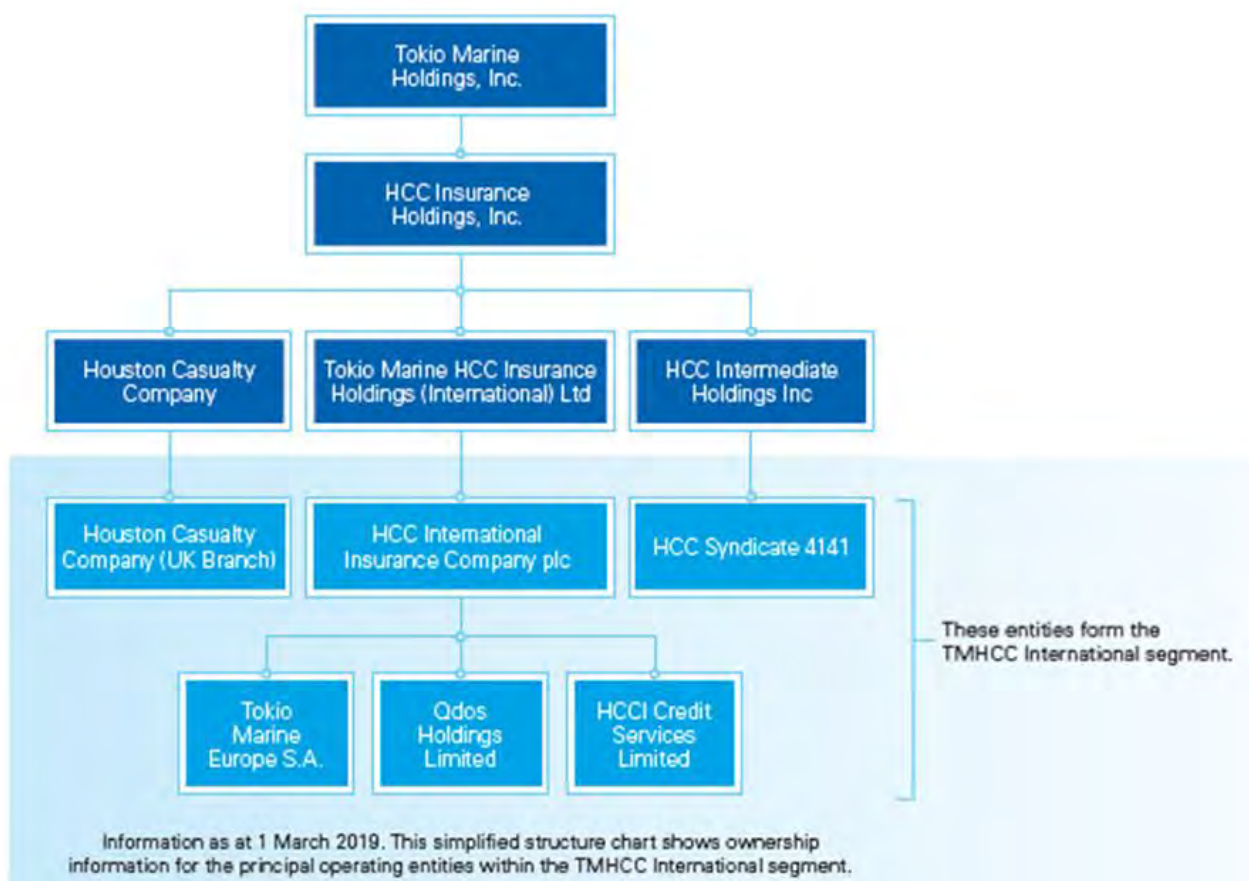 Tokio Marine
Holdings, Inc.
HCC Insurance
Holdings, Inc.
Houston Casualty
Company
Tokio Marine HCC Insurance
Holdings (International) Ltd
HCC Intermediate
Holdings Inc
Houston Casualty
Company (UK Branch)
HCC International
Insurance Company plc
HCC Syndicate 4141
These entities form the
TMHCC International segment.
Tokio
Marine
Europe S.A.
Qdos
Holdings
Limited
HCCI Credit
Services
Limited
Information as at 1 March 2019. This simplified structure chart shows ownership
information for the principal operating entities within the TMHCC International segment.